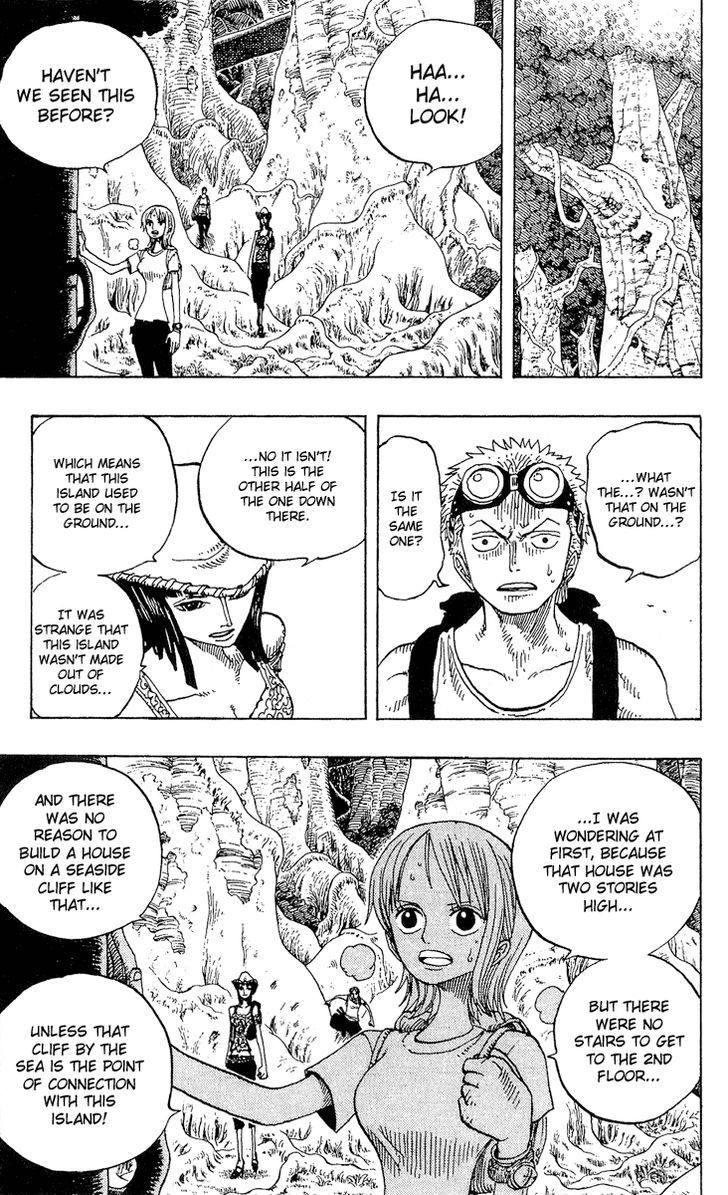 HAA...
HA...
LOOK!
HAVEN'T
WE SEEN THIS
BEFORE?
...WHAT
THE...? WASN'T
THAT ON THE
GROUND...?
IS IT
THE
SAME
ONE?
...NO IT ISN'T!
THIS IS THE
OTHER HALF OF
THE ONE DOWN
THERE.
WHICH MEANS
THAT THIS
ISLAND USED
TO BE ON THE
GROUND...
IT WAS
STRANGE THAT
THIS ISLAND
WASN'T MADE
OUT OF
CLOUDS...
...I WAS
WONDERING AT
FIRST, BECAUSE
THAT HOUSE WAS
TWO STORIES
HIGH...
BUT THERE
WERE NO
STAIRS TO GET
TO THE 2ND
FLOOR...
AND THERE
WAS NO
REASON TO
BUILD A HOUSE
ON A SEASIDE
CLIFF LIKE
THAT...
UNLESS THAT
CLIFF BY THE
SEA IS THE POINT
OF CONNECTION
WITH THIS
ISLAND!